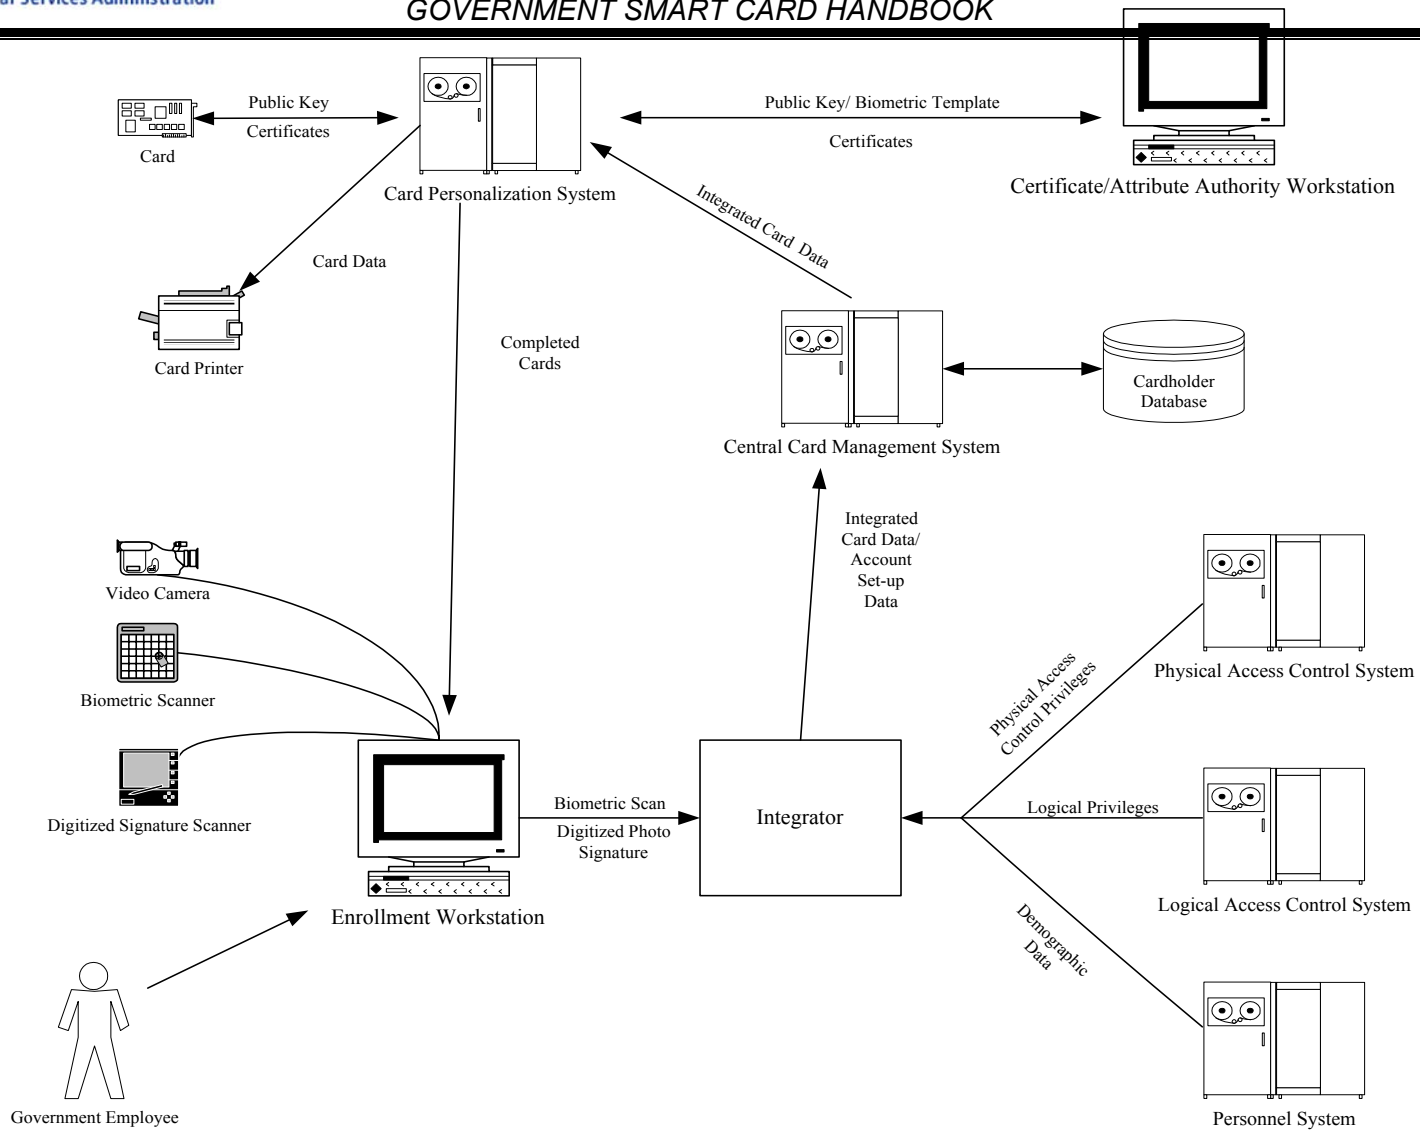 Services Administration
GOVERNMENT SMART CARD HANDBOOK
Public Key
Certificates
Card
Card Personalization System
Public Key/ Biometric Template
Certificates
Certificate/Attribute Authority Workstation
Integrated Card Data
Card Data
Card Printer
Completed
Cards
Cardholder
Database
Central Card Management System
Integrated
Card Data/
Account
Set-up
Data
Video Camera
Biometric Scanner
Digitized Signature Scanner
Physical Access
Control Privileges
Physical Access Control System
Biometric Scan
Digitized Photo
Signature
Integrator
Logical Privileges
Logical Access Control System
Enrollment Workstation
Demographic
Data
Government Employee
Personnel System